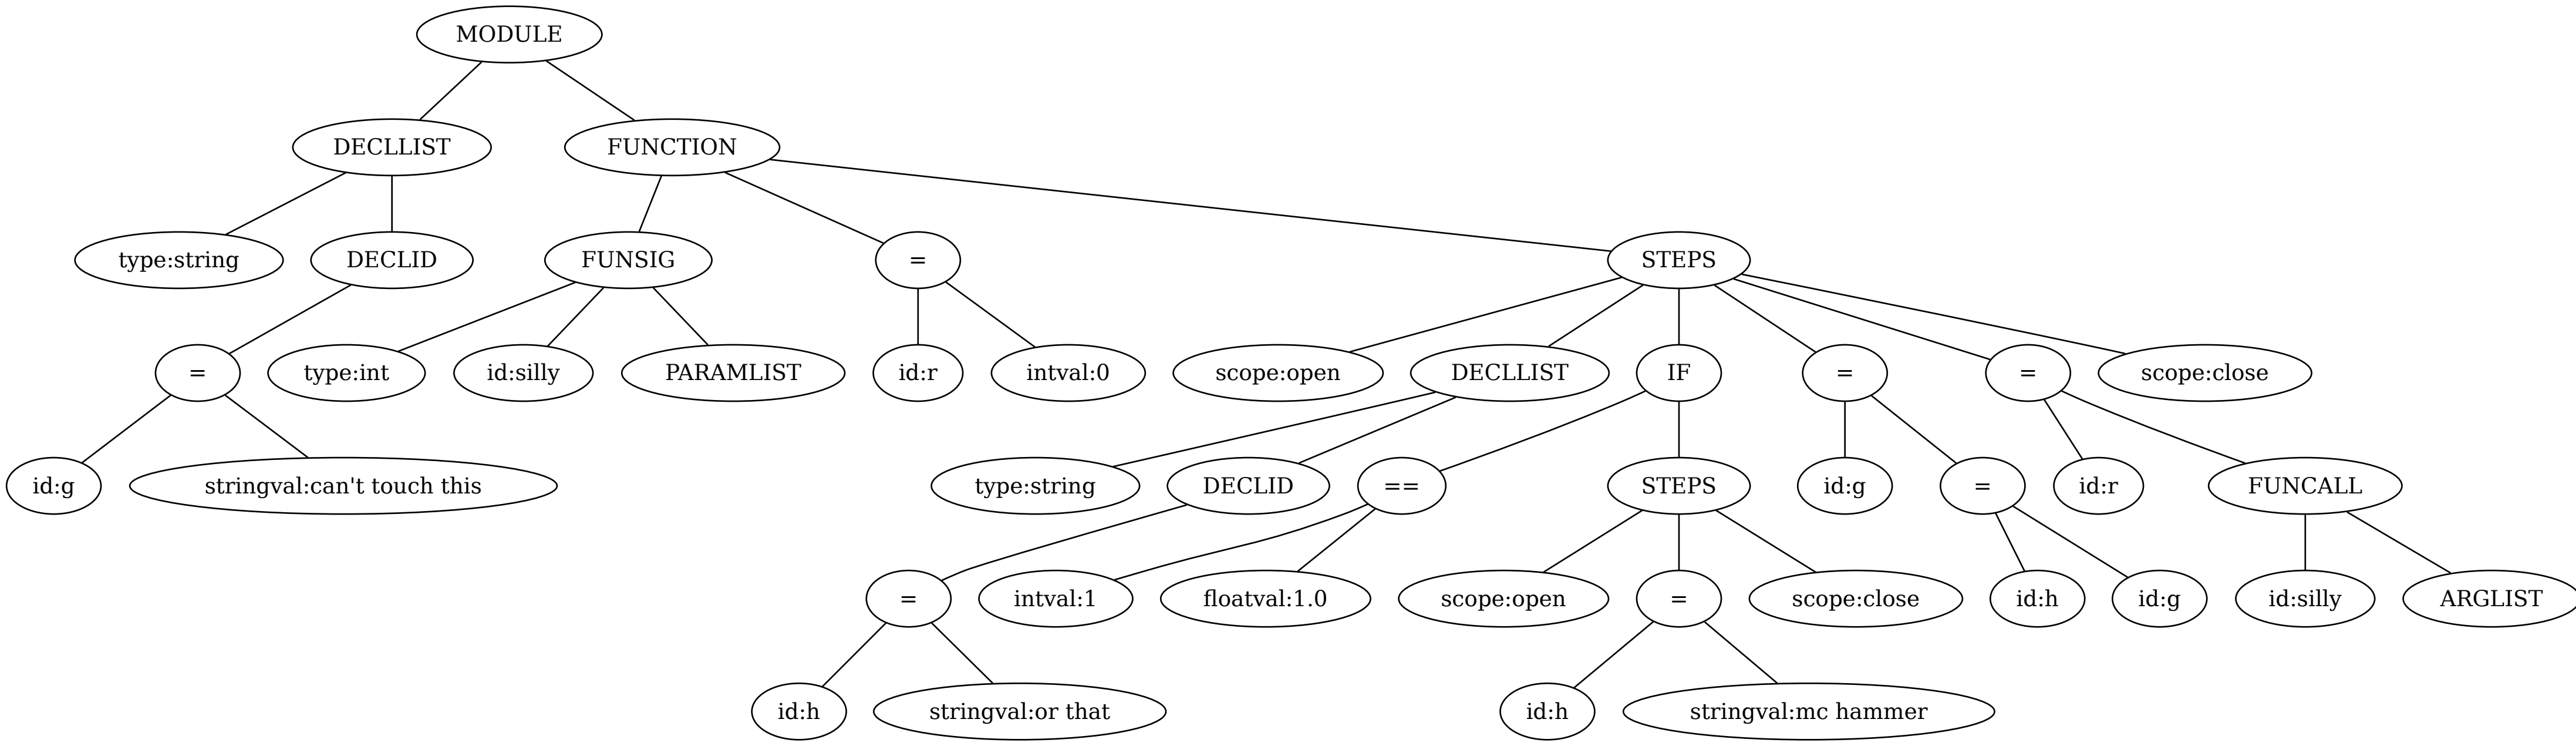 MODULE
DECLLIST FUNCTION
type:string DECLID FUNSIG = STEPS
= type:int id:silly PARAMLIST id:r intval:0 scope:open DECLLIST IF = = scope:close
id:g stringval:can't touch this type:string DECLID == STEPS id:g = id:r FUNCALL
= intval:1 floatval:1.0 scope:open = scope:close id:h id:g id:silly ARGLIST
id:h stringval:or that id:h stringval:mc hammer